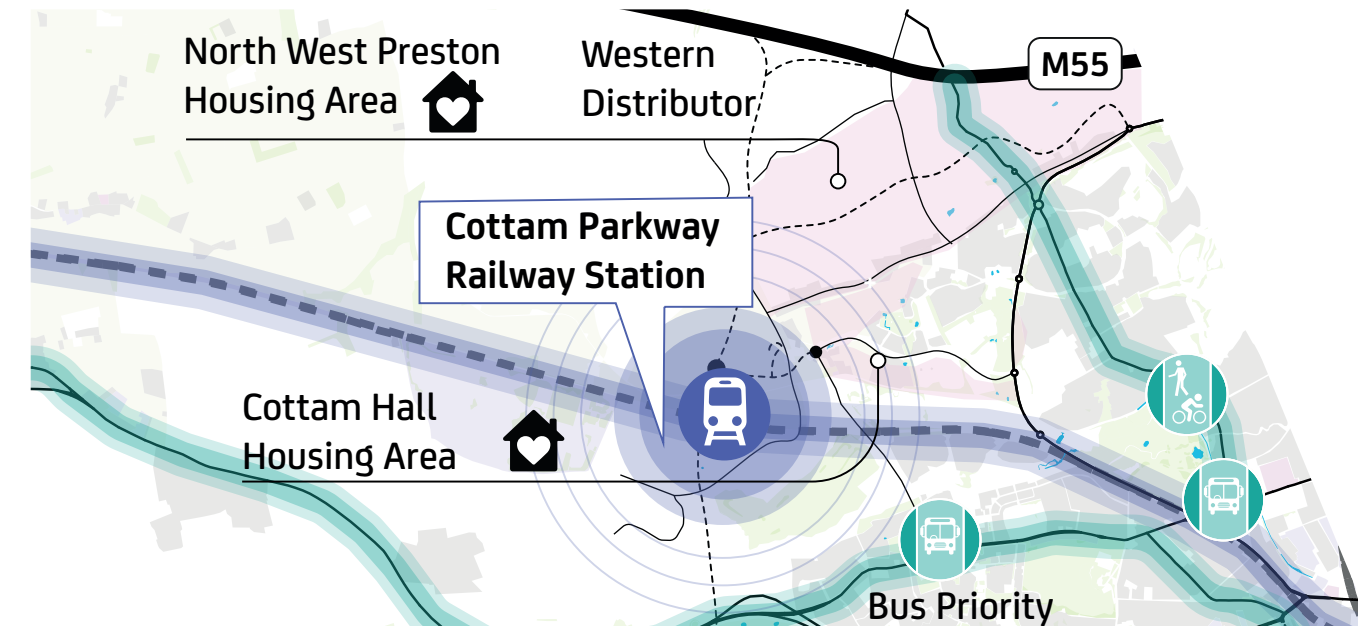 North West Preston
Housing Area
Western
Distributor
M55
Cottam Parkway
Railway Station
Cottam Hall
Housing Area
Bus Priority